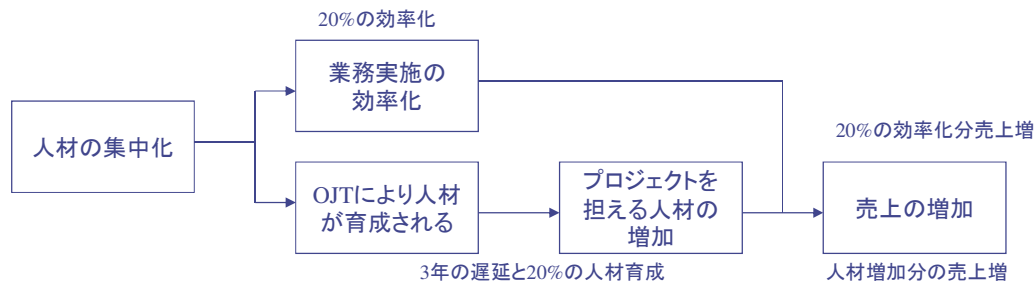 20%の効率化
業務実施の
効率化
人材の集中化
20%の効率化分売上増
OJTにより人材
が育成される
プロジェクトを
担える人材の
増加
売上の増加
3年の遅延と20%の人材育成
人材増加分の売上増